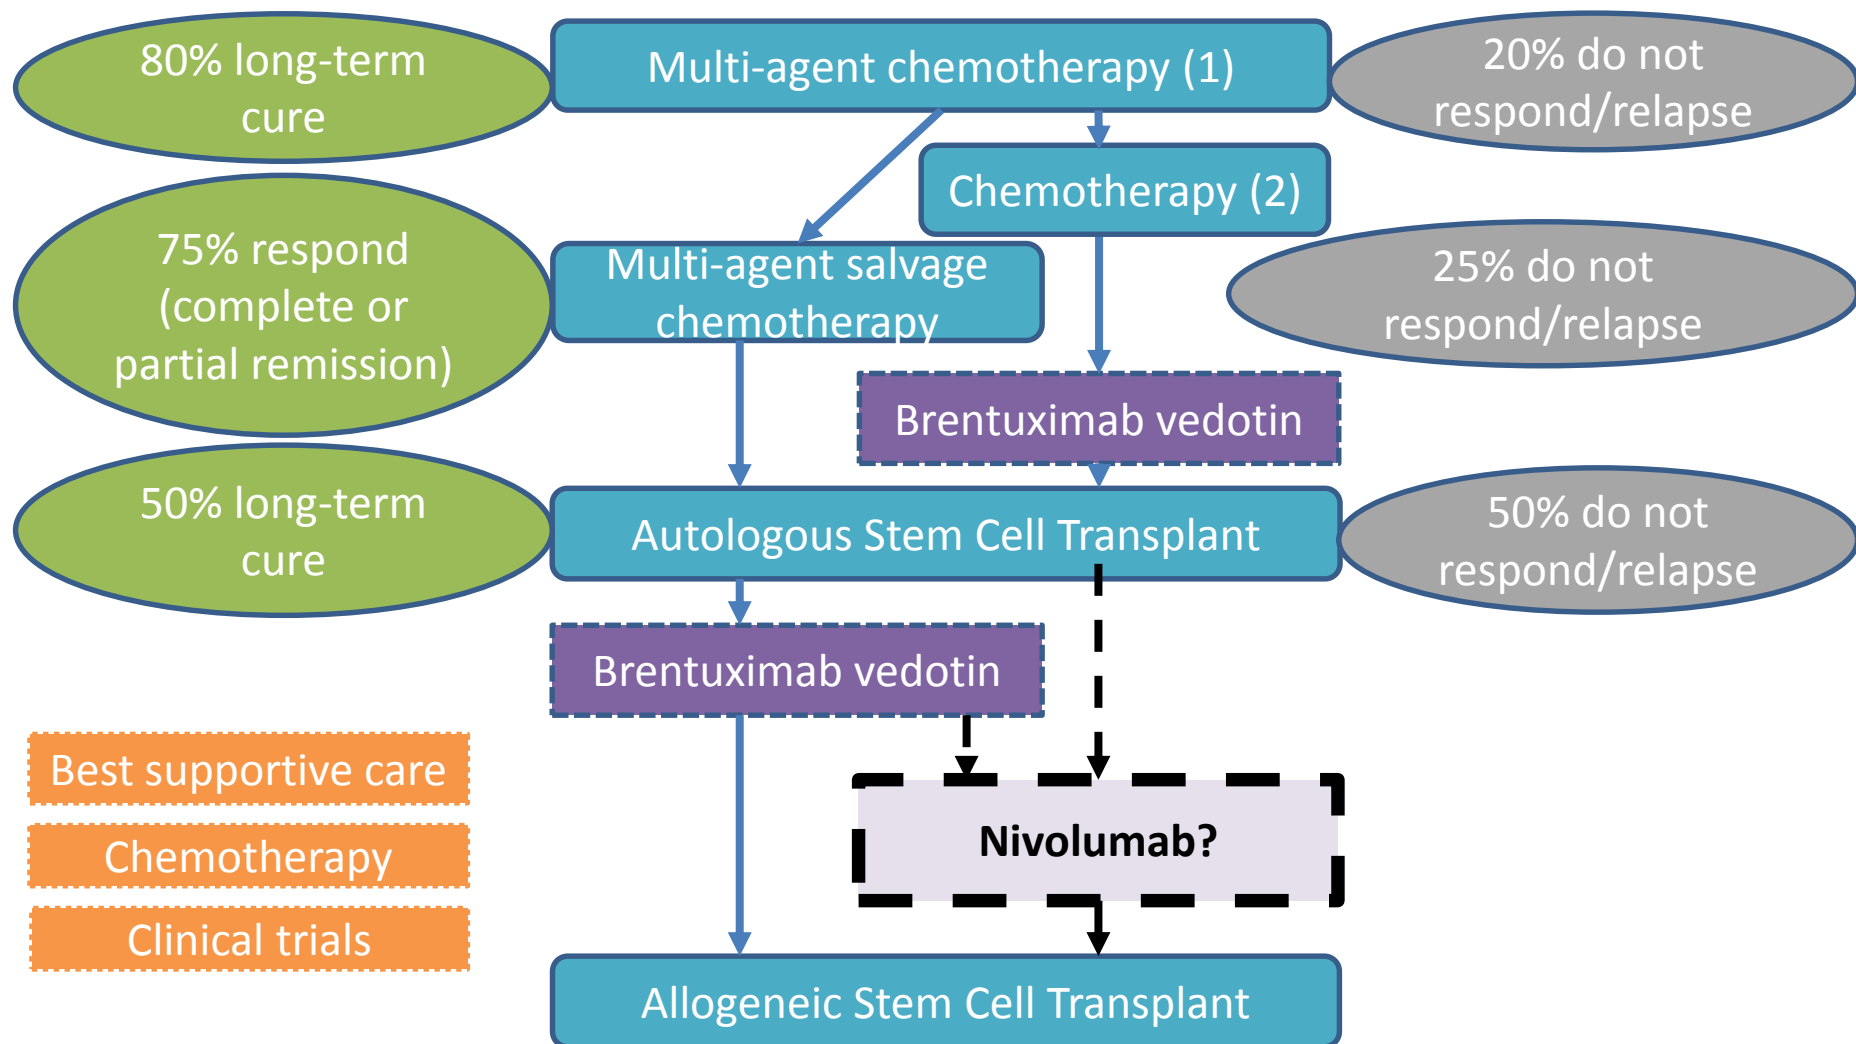 80% long-term
cure
Multi-agent chemotherapy (1)
20% do not
respond/relapse
Chemotherapy (2)
75% respond
(complete or
partial remission)
Multi-agent salvage
chemotherapy
25% do not
respond/relapse
Brentuximab vedotin
50% long-term
cure
Autologous Stem Cell Transplant
50% do not
respond/relapse
Brentuximab vedotin
Best supportive care
Chemotherapy
Clinical trials
Nivolumab?
Allogeneic Stem Cell Transplant